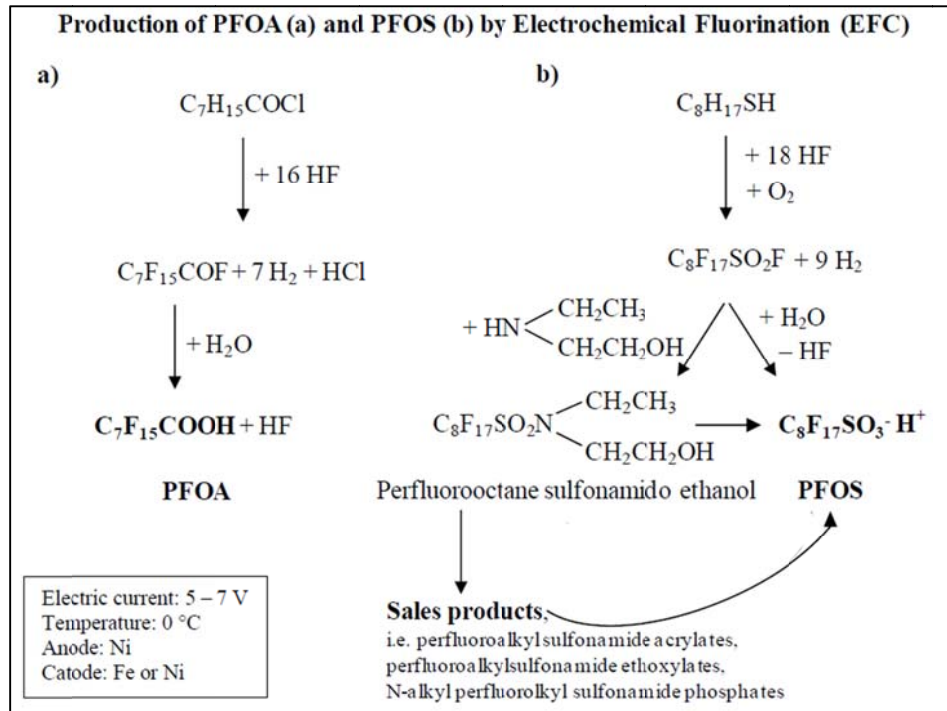 Production of PFOA (a) and PFOS (b) by Electrochemical Fluorination (EFC)
a)
C₇H₁₅COCl
+ 16 HF
C₇F₁₅COF + 7 H₂ + HCl
+ H₂O
C₇F₁₅COOH + HF
PFOA
b)
C₈H₁₇SH
+ 18 HF
+ O₂
C₈F₁₇SO₂F + 9 H₂
+ HN
CH₂CH₃
CH₂CH₂OH
+ H₂O
– HF
C₈F₁₇SO₂N
CH₂CH₃
CH₂CH₂OH
C₈F₁₇SO₃⁻ H⁺
Perfluorooctane sulfonamido ethanol
PFOS
Sales products,
i.e. perfluoroalkyl sulfonamide acrylates,
perfluoroalkylsulfonamide ethoxylates,
N-alkyl perfluorolkyl sulfonamide phosphates
Electric current: 5 – 7 V
Temperature: 0 °C
Anode: Ni
Catode: Fe or Ni